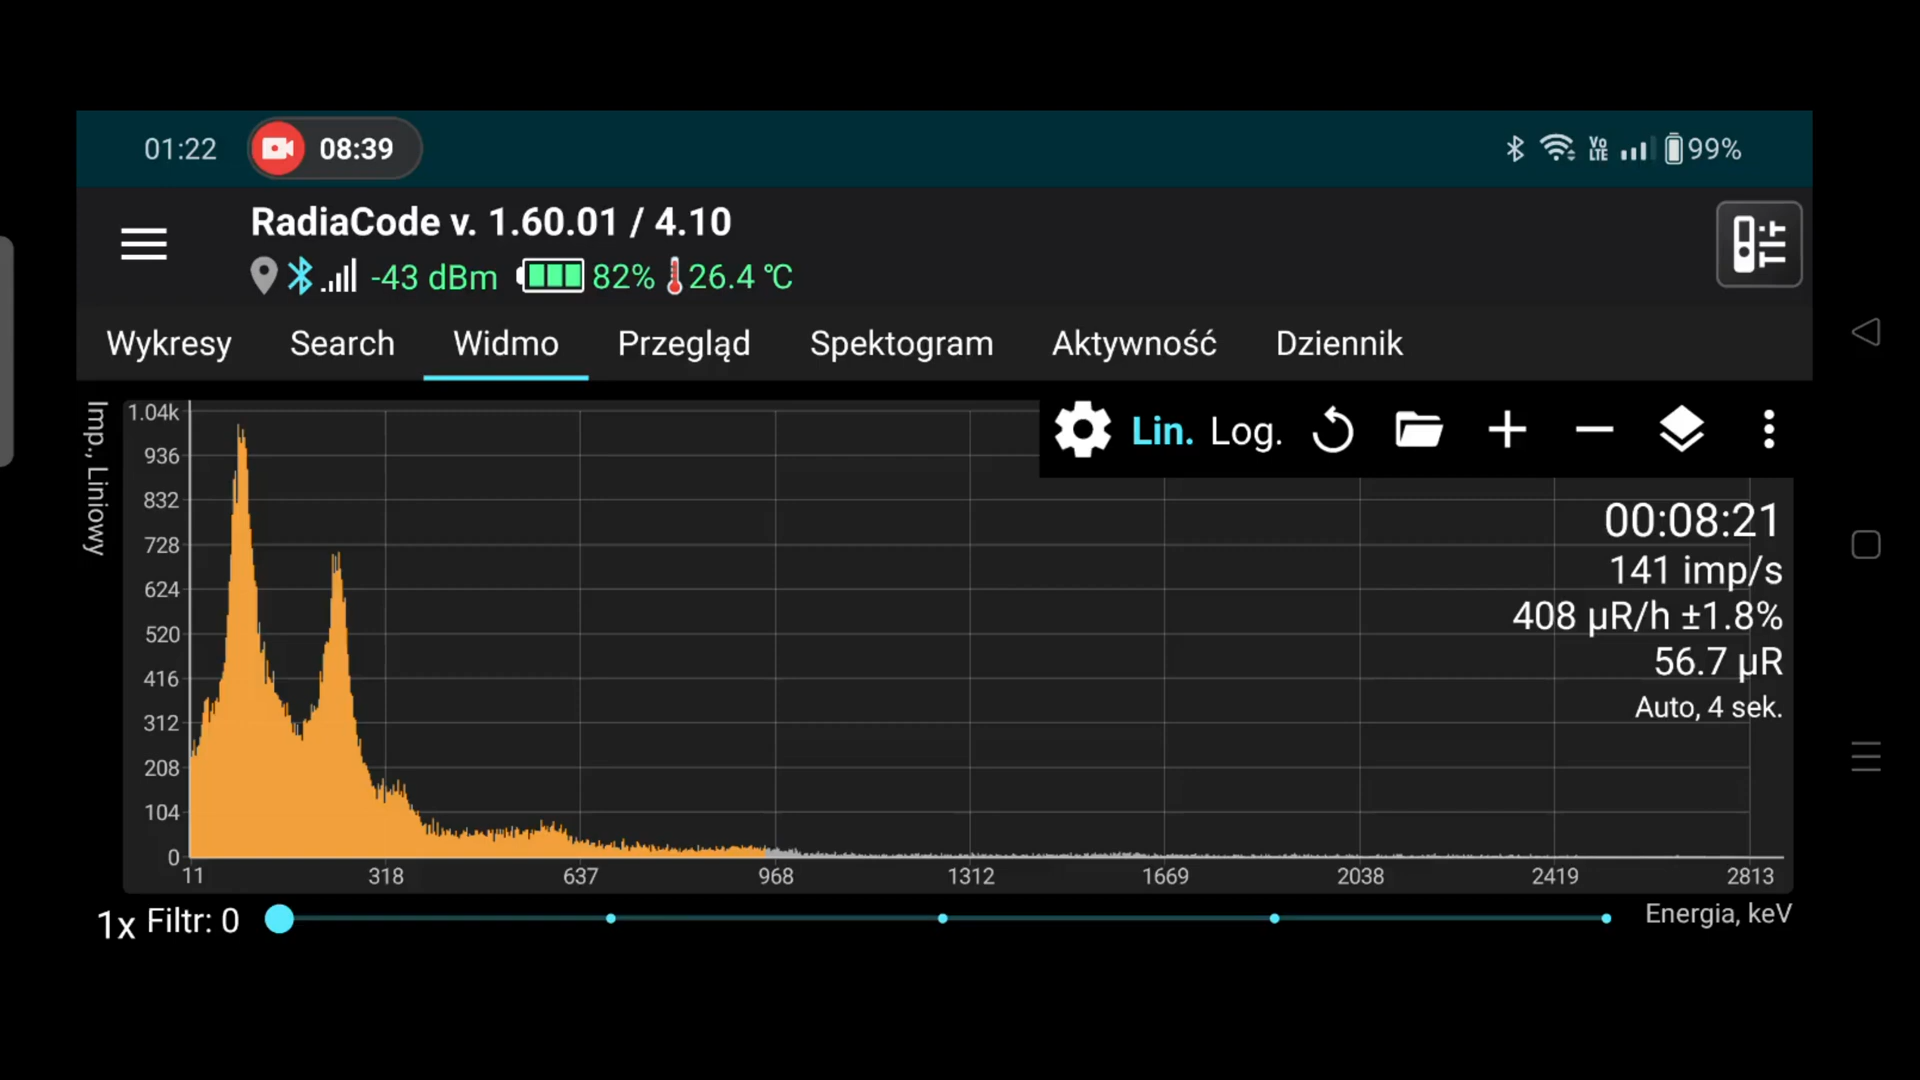 01:22 08:39 Vo LTE 99%
RadiaCode v. 1.60.01 / 4.10
-43 dBm 82% 26.4 °C
Wykresy Search Widmo Przegląd Spektogram Aktywność Dziennik
Imp., Liniowy
1.04k
936
832
728
624
520
416
312
208
104
0
Lin. Log.
00:08:21
141 imp/s
408 µR/h ±1.8%
56.7 µR
Auto, 4 sek.
11 318 637 968 1312 1669 2038 2419 2813
1x Filtr: 0 Energia, keV